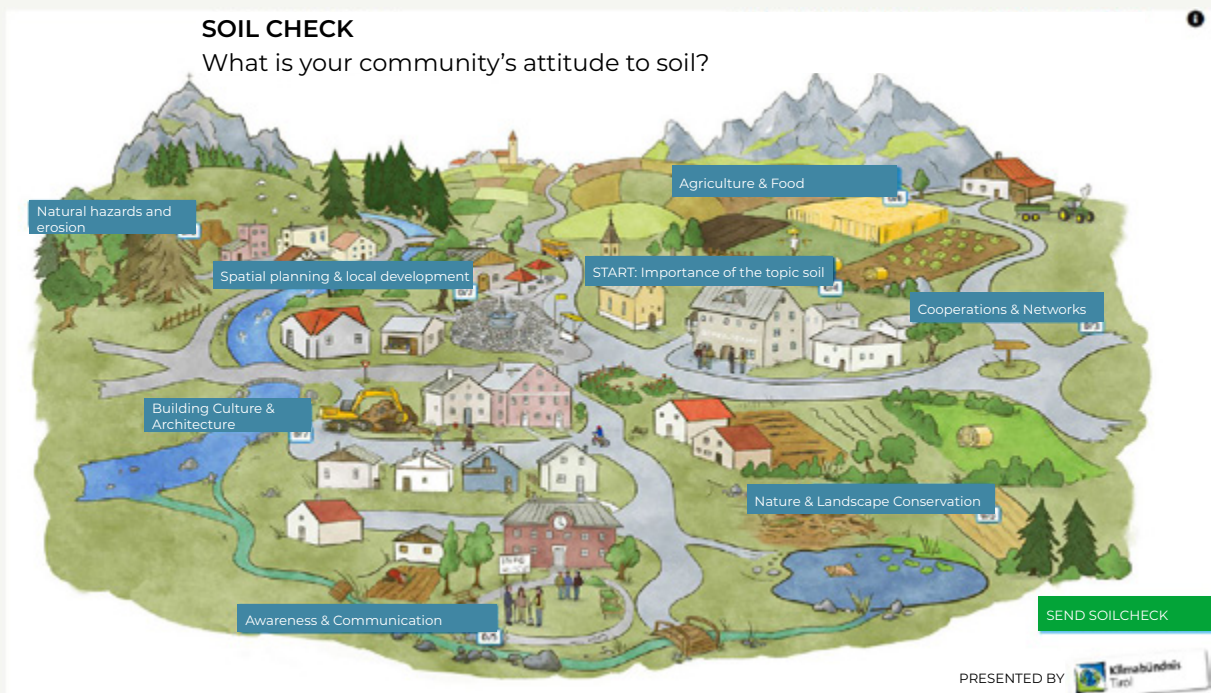 SOIL CHECK
What is your community’s attitude to soil?
Agriculture & Food
Natural hazards and
erosion
Spatial planning & local development
START: Importance of the topic soil
Cooperations & Networks
Building Culture &
Architecture
Nature & Landscape Conservation
Awareness & Communication
0/5
SEND SOILCHECK
PRESENTED BY
Klimabündnis
Tirol